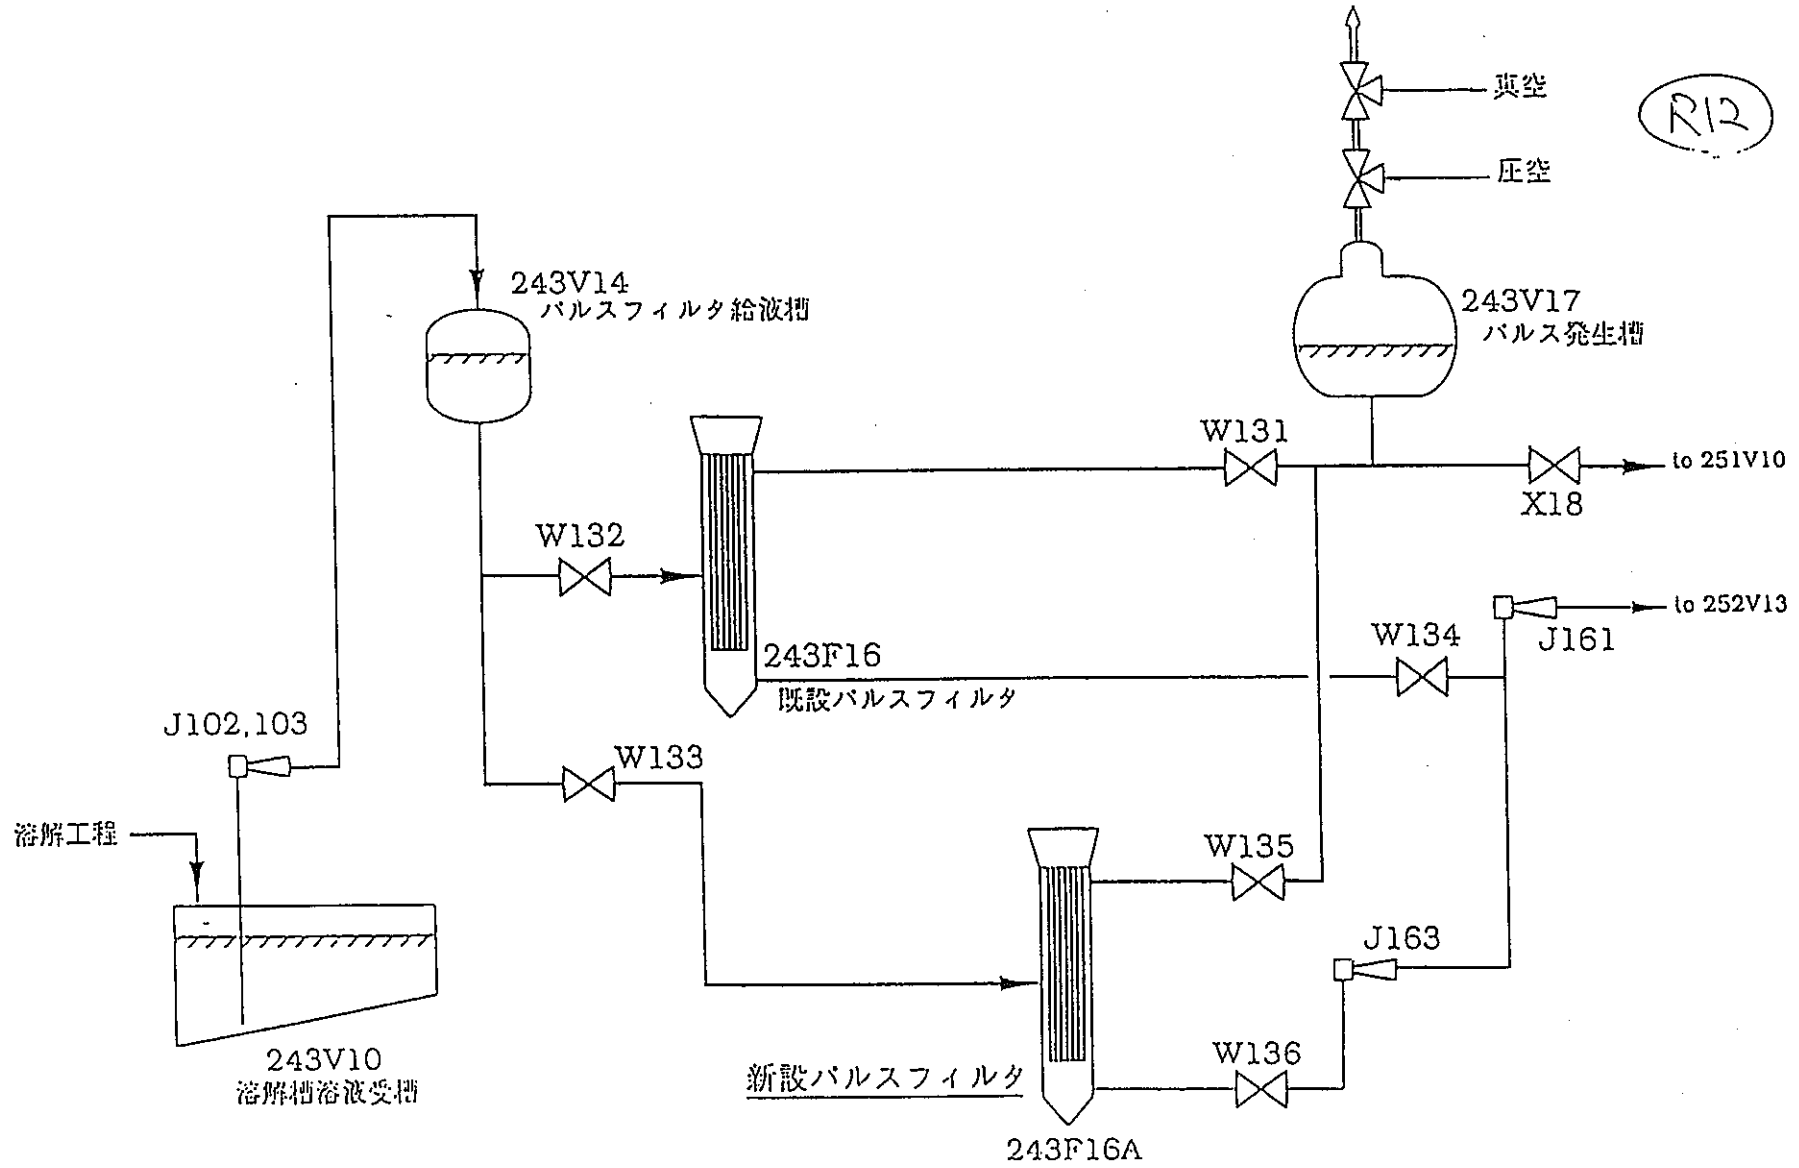 真空
R12
圧空
243V14
パルスフィルタ給液槽
243V17
パルス発生槽
W131
to 251V10
X18
W132
to 252V13
J161
W134
243F16
既設パルスフィルタ
J102,103
W133
溶解工程
W135
J163
243V10
溶解槽溶液受槽
W136
新設パルスフィルタ
243F16A